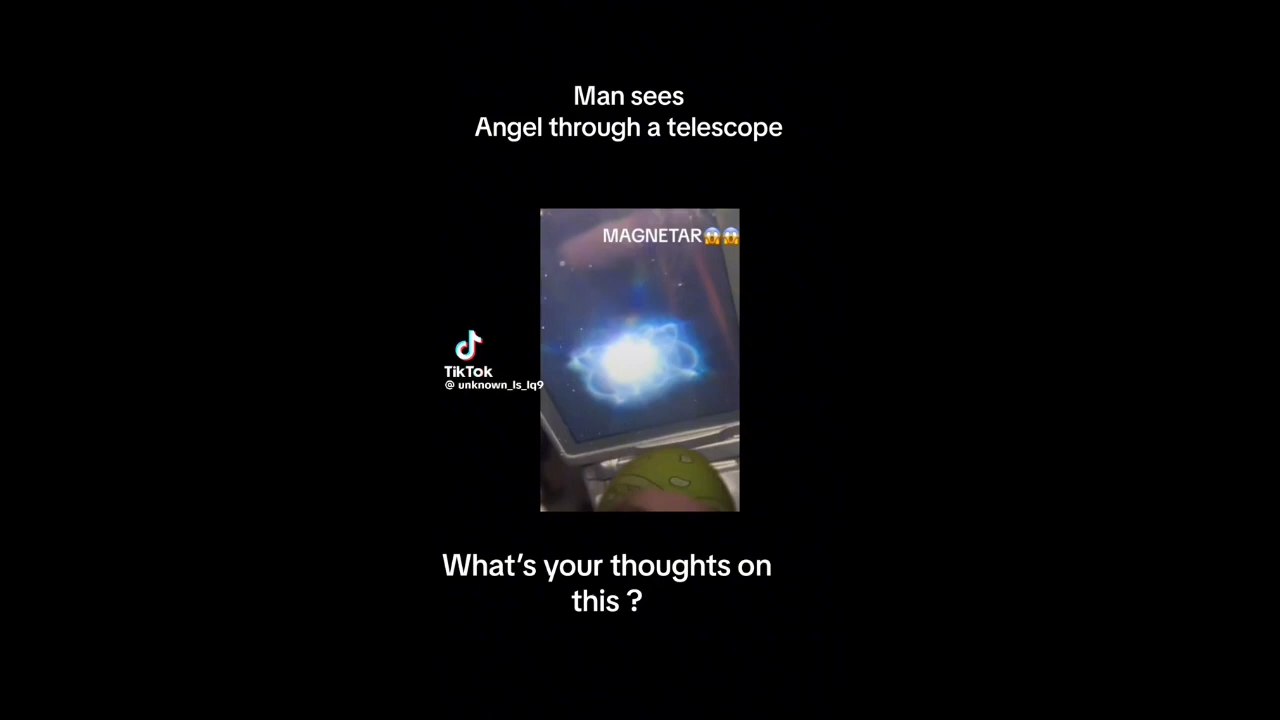 Man sees
Angel through a telescope
MAGNETAR😱😱
TikTok
@ unknown_ls_lq9
What's your thoughts on
this ?